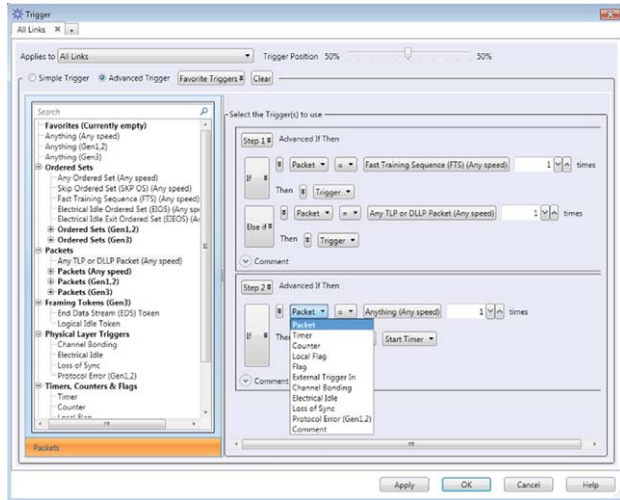 Trigger
All Links
Applies to All Links Trigger Position 50% 50%
Simple Trigger Advanced Trigger Favorite Triggers Clear
Search
Favorites (Currently empty)
Anything (Any speed)
Anything (Gen1,2)
Anything (Gen3)
Ordered Sets
Any Ordered Set (Any speed)
Skip Ordered Set (SKP OS) (Any speed)
Fast Training Sequence (FTS) (Any speed)
Electrical Idle Ordered Set (EIOS) (Any spe
Electrical Idle Exit Ordered Set (EIEOS) (An
Ordered Sets (Gen1,2)
Ordered Sets (Gen3)
Packets
Any TLP or DLLP Packet (Any speed)
Packets (Any speed)
Packets (Gen1,2)
Packets (Gen3)
Framing Tokens (Gen3)
End Data Stream (EDS) Token
Logical Idle Token
Physical Layer Triggers
Channel Bonding
Electrical Idle
Loss of Sync
Protocol Error (Gen1,2)
Timers, Counters & Flags
Timer
Counter
Local Flag
Packets
Select the Trigger(s) to use
Step 1 Advanced If Then
If Packet = Fast Training Sequence (FTS) (Any speed) 1 times
Then Trigger
Else if Packet = Any TLP or DLLP Packet (Any speed) 1 times
Then Trigger
Comment
Step 2 Advanced If Then
If Packet = Anything (Any speed) 1 times
The Start Timer
Packet
Timer
Counter
Local Flag
Flag
External Trigger In
Channel Bonding
Electrical Idle
Loss of Sync
Protocol Error (Gen1,2)
Comment
Comment
Apply OK Cancel Help